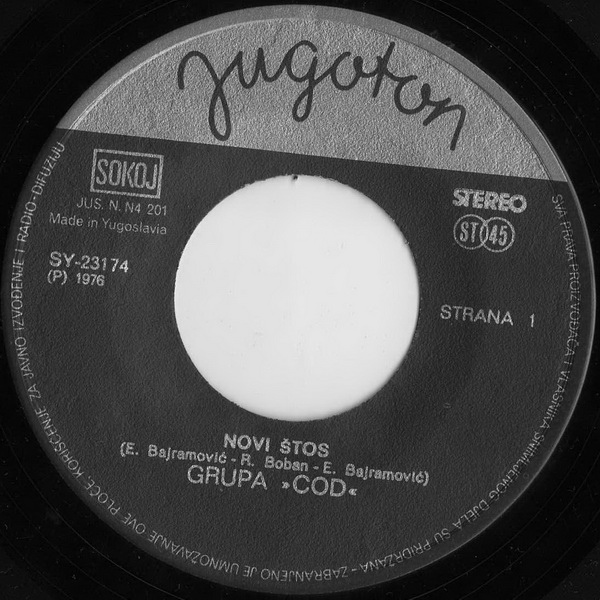 jugoton
SOKOJ
JUS. N. N4 201
Made in Yugoslavia
SY-23174
(P) 1976
STEREO
ST 45
STRANA 1
NOVI ŠTOS
(E. Bajramović - R. Boban - E. Bajramović)
GRUPA »COD«
SVA PRAVA PROIZVOĐAČA I VLASNIKA SNIMLJENOG DJELA SU PRIDRŽANA - ZABRANJENO JE UMNOŽAVANJE OVE PLOČE, KORIŠĆENJE ZA JAVNO IZVOĐENJE I RADIO-DIFUZIJU